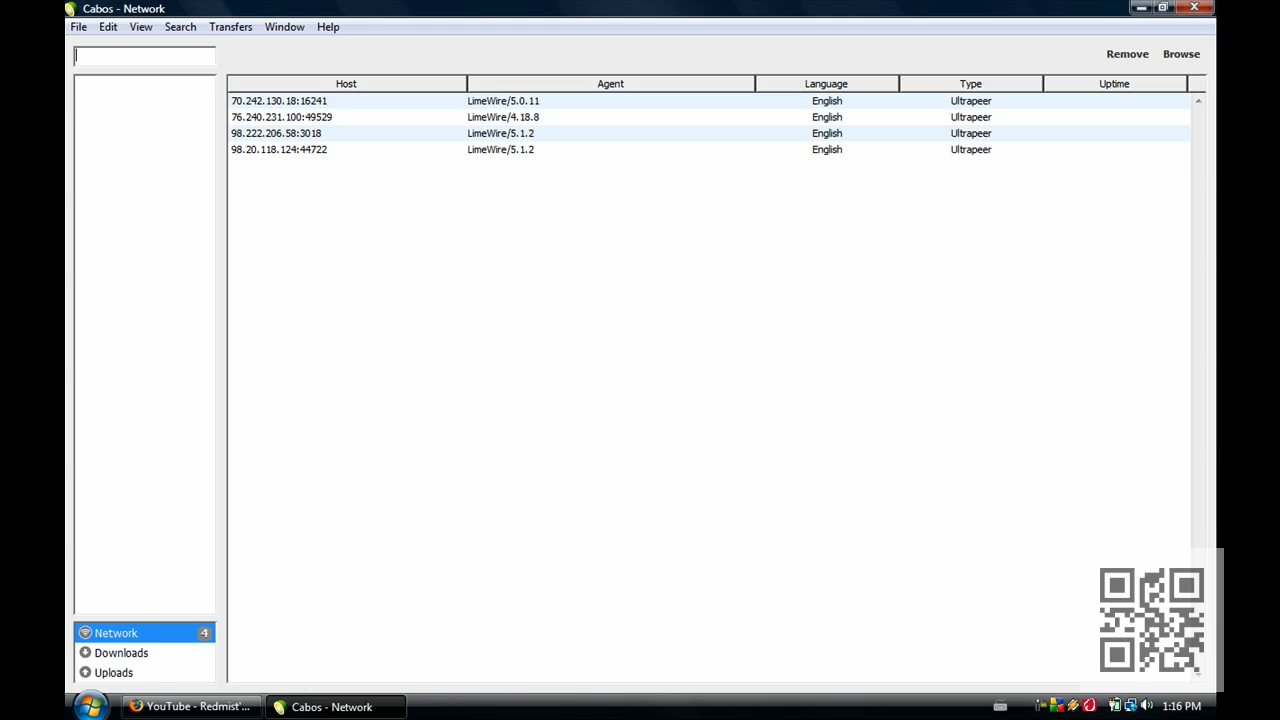 Cabos - Network
File Edit View Search Transfers Window Help
Remove Browse
Host Agent Language Type Uptime
70.242.130.18:16241 LimeWire/5.0.11 English Ultrapeer
76.240.231.100:49529 LimeWire/4.18.8 English Ultrapeer
98.222.206.58:3018 LimeWire/5.1.2 English Ultrapeer
98.20.118.124:44722 LimeWire/5.1.2 English Ultrapeer
Network 4
Downloads
Uploads
YouTube - Redmist'... Cabos - Network 1:16 PM